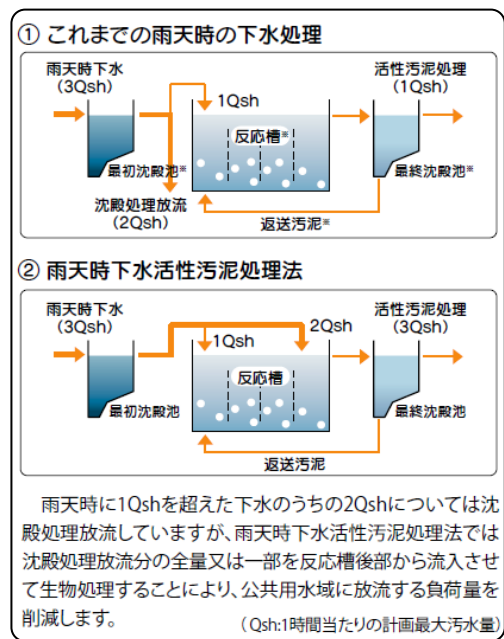 ① これまでの雨天時の下水処理
雨天時下水
(3Qsh)
1Qsh
活性汚泥処理
(1Qsh)
反応槽※
最初沈殿池※
最終沈殿池※
沈殿処理放流
(2Qsh)
返送汚泥※
② 雨天時下水活性汚泥処理法
雨天時下水
(3Qsh)
1Qsh
2Qsh
活性汚泥処理
(3Qsh)
反応槽
最初沈殿池
最終沈殿池
返送汚泥
雨天時に1Qshを超えた下水のうちの2Qshについては沈
殿処理放流していますが、雨天時下水活性汚泥処理法では
沈殿処理放流分の全量又は一部を反応槽後部から流入させ
て生物処理することにより、公共用水域に放流する負荷量を
削減します。
(Qsh:1時間当たりの計画最大汚水量)